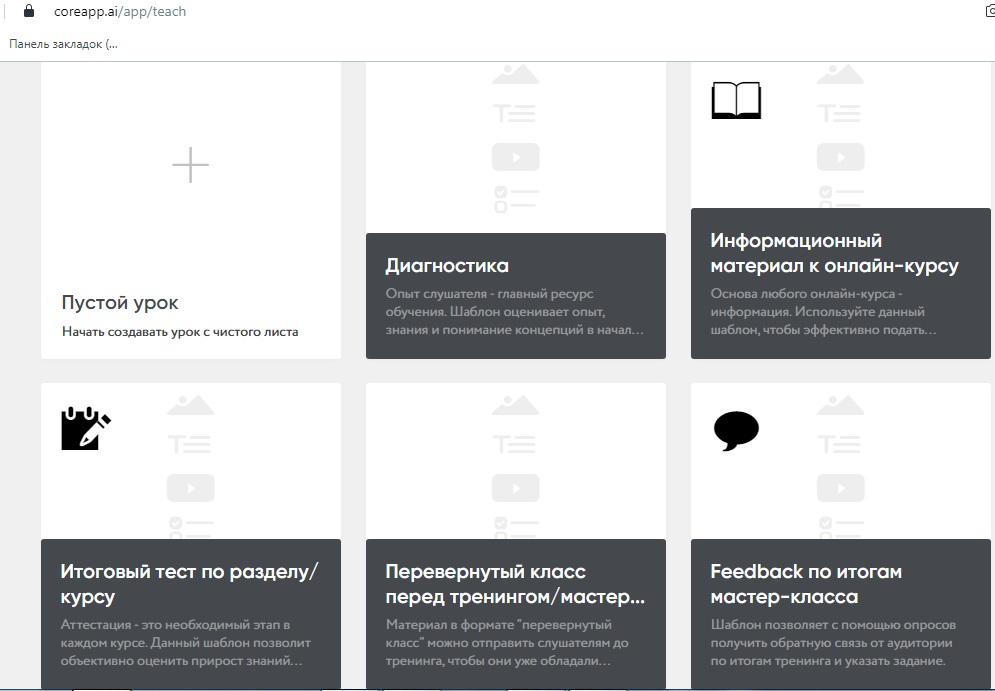 coreapp.ai/app/teach
Панель закладок (...
Пустой урок
Начать создавать урок с чистого листа
Диагностика
Опыт слушателя - главный ресурс
обучения. Шаблон оценивает опыт,
знания и понимание концепций в начал...
Информационный
материал к онлайн-курсу
Основа любого онлайн-курса -
информация. Используйте данный
шаблон, чтобы эффективно подать...
Итоговый тест по разделу/
курсу
Аттестация - это необходимый этап в
каждом курсе. Данный шаблон позволит
объективно оценить прирост знаний...
Перевернутый класс
перед тренингом/мастер...
Материал в формате "перевернутый
класс" можно отправить слушателям до
тренинга, чтобы они уже обладали...
Feedback по итогам
мастер-класса
Шаблон позволяет с помощью опросов
получить обратную связь от аудитории
по итогам тренинга и указать задание.